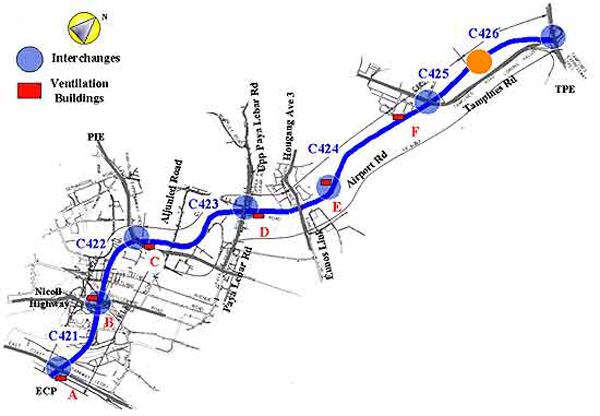 N
Interchanges
Ventilation
Buildings
C426
C425
TPE
Tampines Rd
F
C424
Hougang Ave 3
Upp Paya Lebar Rd
Airport Rd
E
PIE
Aljunied Road
C423
D
Eunos Link
C422
C
Paya Lebar Rd
Nicoll
Highway
B
C421
ECP
A